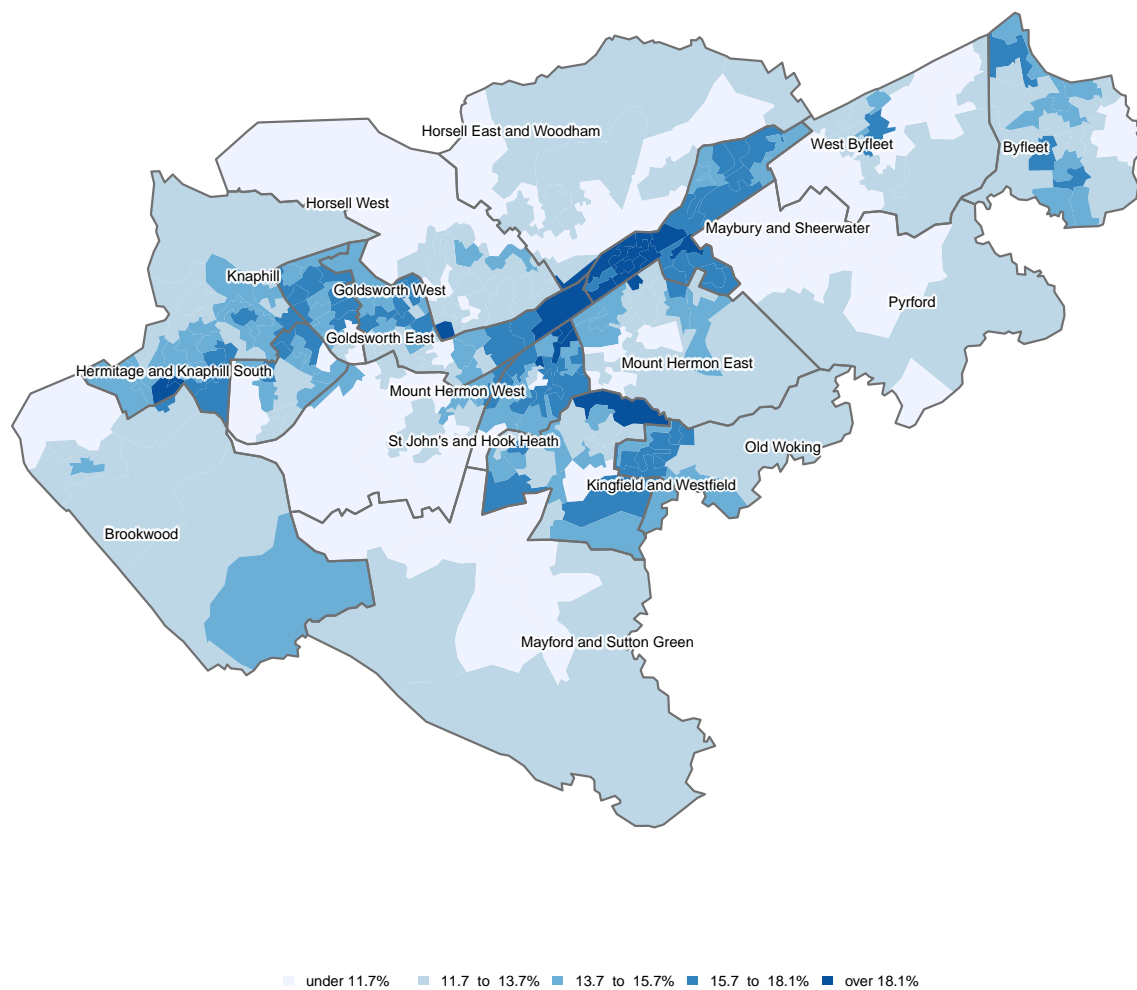 Horsell East and Woodham
West Byfleet
Byfleet
Horsell West
Maybury and Sheerwater
Knaphill
Goldsworth West
Pyrford
Goldsworth East
Mount Hermon East
Hermitage and Knaphill South
Mount Hermon West
St John's and Hook Heath
Old Woking
Kingfield and Westfield
Brookwood
Mayford and Sutton Green
under 11.7% 11.7 to 13.7% 13.7 to 15.7% 15.7 to 18.1% over 18.1%